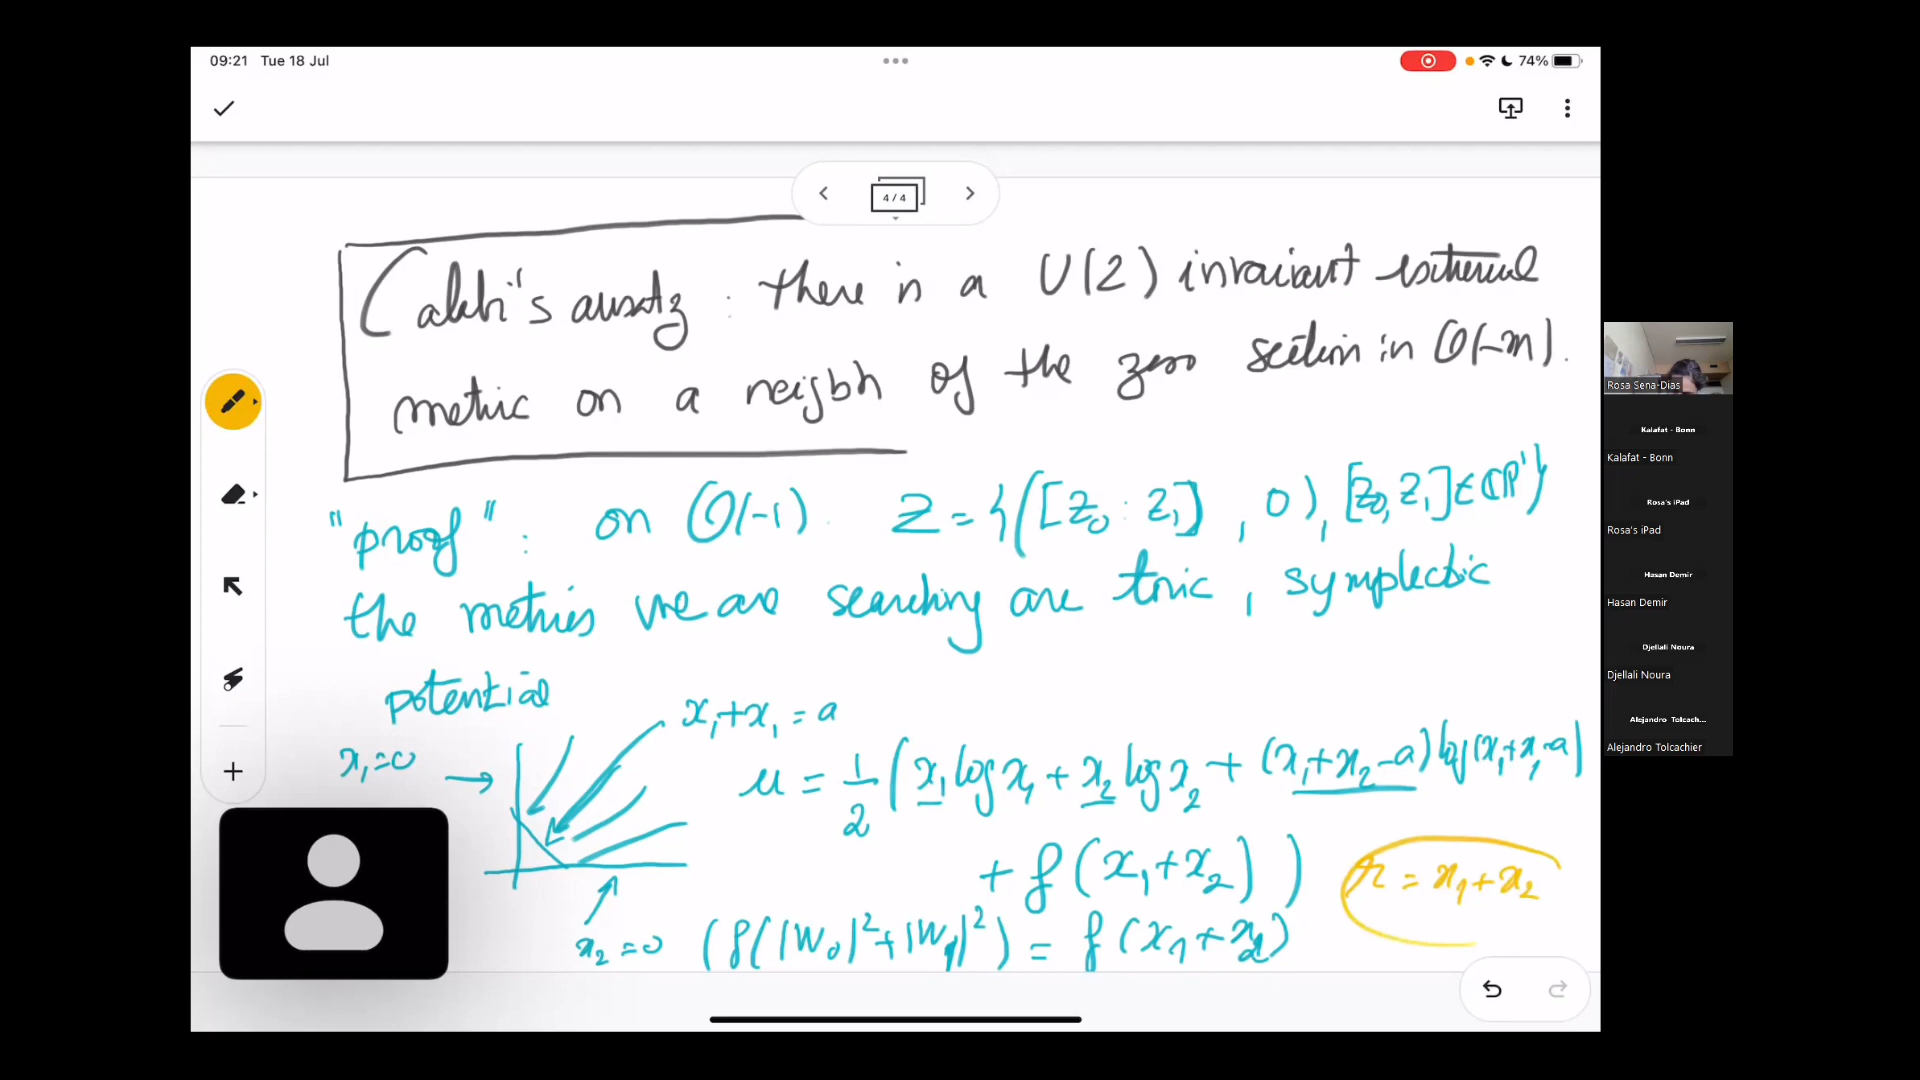 09:21 Tue 18 Jul
74%
4 / 4
Calabi's ansatz : there is a U(2) invariant extremal
metric on a neigbh of the zero section in O(-m).
"proof" : on O(-1) Z = {([Z₀ : Z₁] , 0), [Z₀, Z₁] ∈ CP¹}
the metrics we are searching are toric , symplectic
potential
x₁+x₁ = a
x₁=0
u = 1/2 (x₁ log x₁ + x₂ log x₂ + (x₁+x₂-a) log(x₁+x₁-a)
+ f(x₁+x₂) )
r = x₁+x₂
x₂=0
(f(|W₀|²+|W₁|²) = f(x₁+x₂)
Rosa Sena-Dias
Kalafat - Bonn
Kalafat - Bonn
Rosa's iPad
Rosa's iPad
Hasan Demir
Hasan Demir
Djellali Noura
Djellali Noura
Alejandro Tolcach...
Alejandro Tolcachier